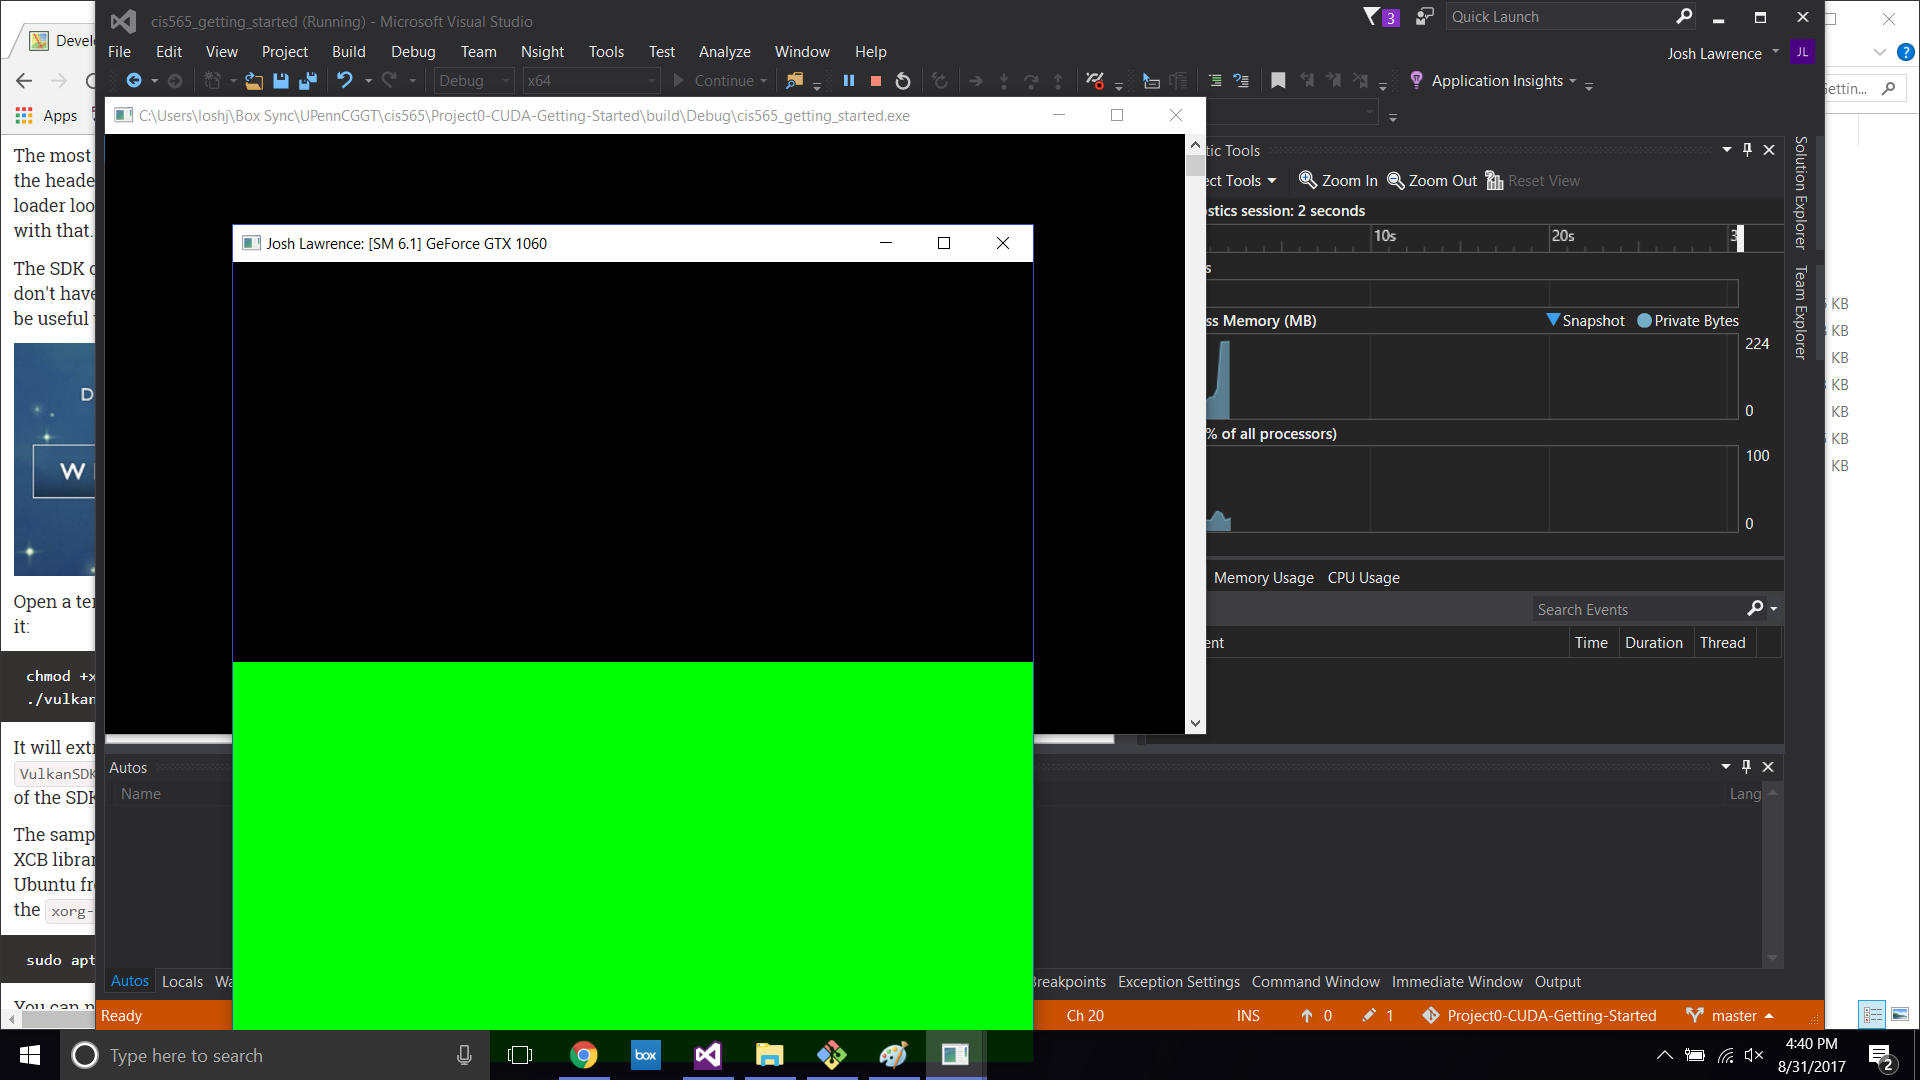 cis565_getting_started (Running) - Microsoft Visual Studio
3
Quick Launch
File Edit View Project Build Debug Team Nsight Tools Test Analyze Window Help
Josh Lawrence JL
Debug x64 Continue Application Insights
C:\Users\loshj\Box Sync\UPennCGGT\cis565\Project0-CUDA-Getting-Started\build\Debug\cis565_getting_started.exe
Josh Lawrence: [SM 6.1] GeForce GTX 1060
Develo
Apps
The most
the heade
loader loo
with that.
The SDK
don't have
be useful
D
W
Open a ter
it:
chmod +x
./vulkan
It will extr
VulkanSDK
of the SDK
The samp
XCB librar
Ubuntu fr
the xorg-
sudo apt
tic Tools
ect Tools Zoom In Zoom Out Reset View
ostics session: 2 seconds
10s 20s 3
s
ss Memory (MB) Snapshot Private Bytes
224
0
% of all processors)
100
0
Memory Usage CPU Usage
Search Events
ent Time Duration Thread
Solution Explorer
Team Explorer
ettin...
?
KB
KB
KB
KB
KB
KB
KB
Autos
Name Lang
Autos Locals Wa Breakpoints Exception Settings Command Window Immediate Window Output
Ready Ch 20 INS 0 1 Project0-CUDA-Getting-Started master
Type here to search
box
4:40 PM
8/31/2017
2